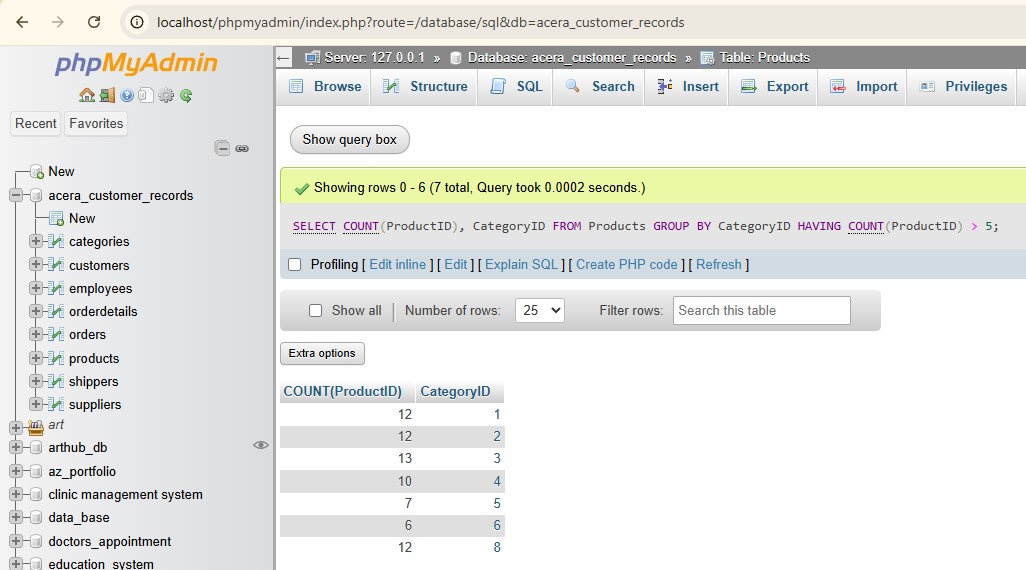 localhost/phpmyadmin/index.php?route=/database/sql&db=acera_customer_records
phpMyAdmin
Recent Favorites
New
acera_customer_records
New
categories
customers
employees
orderdetails
orders
products
shippers
suppliers
art
arthub_db
az_portfolio
clinic management system
data_base
doctors_appointment
education_system
Server: 127.0.0.1 » Database: acera_customer_records » Table: Products
Browse Structure SQL Search Insert Export Import Privileges
Show query box
Showing rows 0 - 6 (7 total, Query took 0.0002 seconds.)
SELECT COUNT(ProductID), CategoryID FROM Products GROUP BY CategoryID HAVING COUNT(ProductID) > 5;
Profiling [ Edit inline ] [ Edit ] [ Explain SQL ] [ Create PHP code ] [ Refresh ]
Show all Number of rows: 25 Filter rows: Search this table
Extra options
COUNT(ProductID) CategoryID
12 1
12 2
13 3
10 4
7 5
6 6
12 8